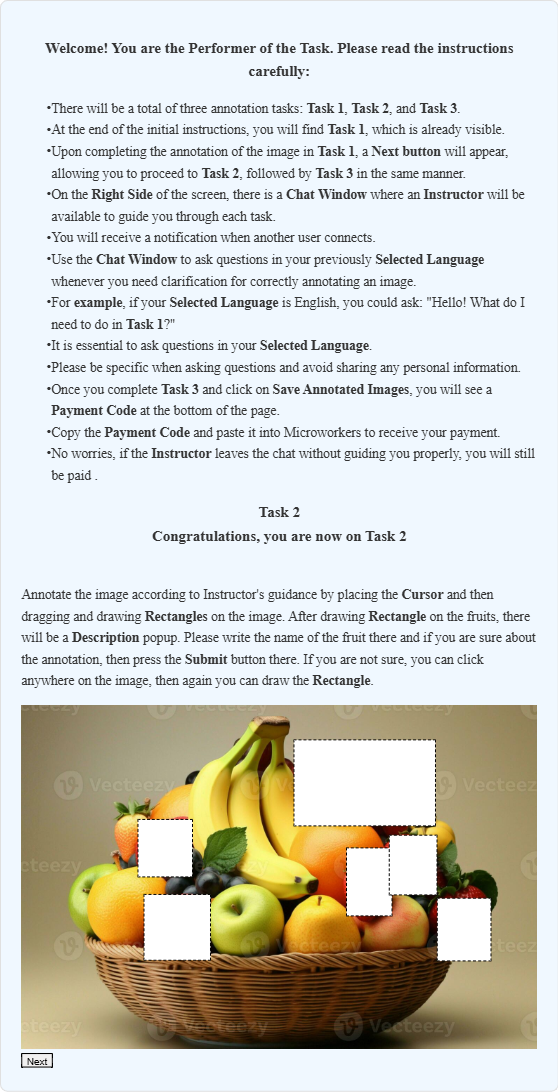 Welcome! You are the Performer of the Task. Please read the instructions
carefully:
•There will be a total of three annotation tasks: Task 1, Task 2, and Task 3.
•At the end of the initial instructions, you will find Task 1, which is already visible.
•Upon completing the annotation of the image in Task 1, a Next button will appear,
allowing you to proceed to Task 2, followed by Task 3 in the same manner.
•On the Right Side of the screen, there is a Chat Window where an Instructor will be
available to guide you through each task.
•You will receive a notification when another user connects.
•Use the Chat Window to ask questions in your previously Selected Language
whenever you need clarification for correctly annotating an image.
•For example, if your Selected Language is English, you could ask: "Hello! What do I
need to do in Task 1?"
•It is essential to ask questions in your Selected Language.
•Please be specific when asking questions and avoid sharing any personal information.
•Once you complete Task 3 and click on Save Annotated Images, you will see a
Payment Code at the bottom of the page.
•Copy the Payment Code and paste it into Microworkers to receive your payment.
•No worries, if the Instructor leaves the chat without guiding you properly, you will still
be paid .
Task 2
Congratulations, you are now on Task 2
Annotate the image according to Instructor's guidance by placing the Cursor and then
dragging and drawing Rectangles on the image. After drawing Rectangle on the fruits, there
will be a Description popup. Please write the name of the fruit there and if you are sure about
the annotation, then press the Submit button there. If you are not sure, you can click
anywhere on the image, then again you can draw the Rectangle.
Vecteezy
Vecteezy
Vecteezy
Vecteezy
Next